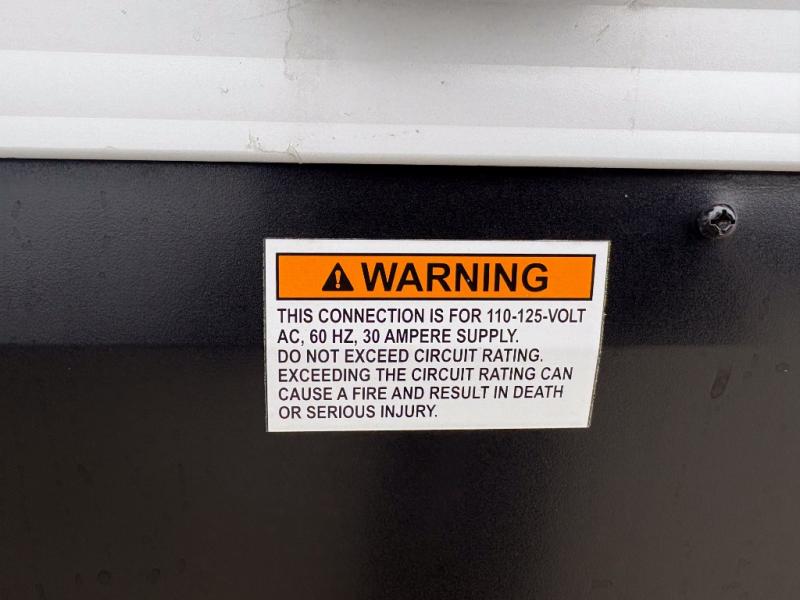 WARNING
THIS CONNECTION IS FOR 110-125-VOLT
AC, 60 HZ, 30 AMPERE SUPPLY.
DO NOT EXCEED CIRCUIT RATING.
EXCEEDING THE CIRCUIT RATING CAN
CAUSE A FIRE AND RESULT IN DEATH
OR SERIOUS INJURY.